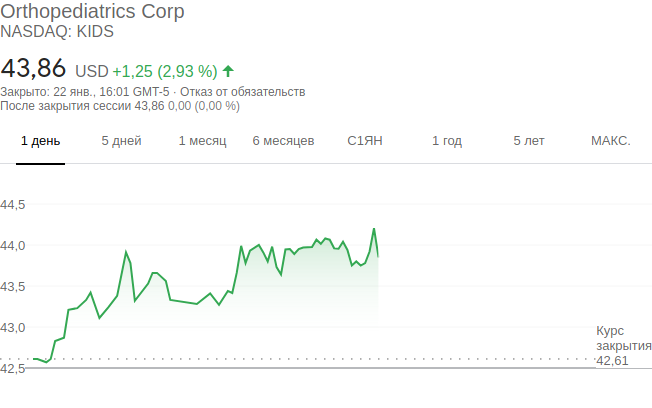 Orthopediatrics Corp
NASDAQ: KIDS
43,86 USD +1,25 (2,93 %)
Закрыто: 22 янв., 16:01 GMT-5 · Отказ от обязательств
После закрытия сессии 43,86 0,00 (0,00 %)
1 день 5 дней 1 месяц 6 месяцев С1ЯН 1 год 5 лет МАКС.
44,5
44,0
43,5
43,0
Курс
закрытия
42,61
42,5